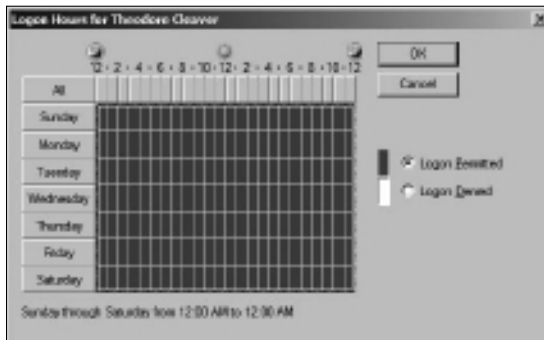 Logon Hours for Theodore Cleaver
12 • 2 • 4 • 6 • 8 • 10 • 12 • 2 • 4 • 6 • 8 • 10 • 12
All
Sunday
Monday
Tuesday
Wednesday
Thursday
Friday
Saturday
OK
Cancel
Logon Permitted
Logon Denied
Sunday through Saturday from 12:00 AM to 12:00 AM